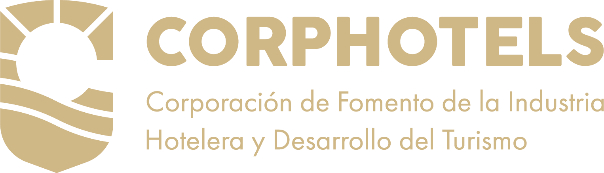 CORPHOTELS
Corporación de Fomento de la Industria
Hotelera y Desarrollo del Turismo